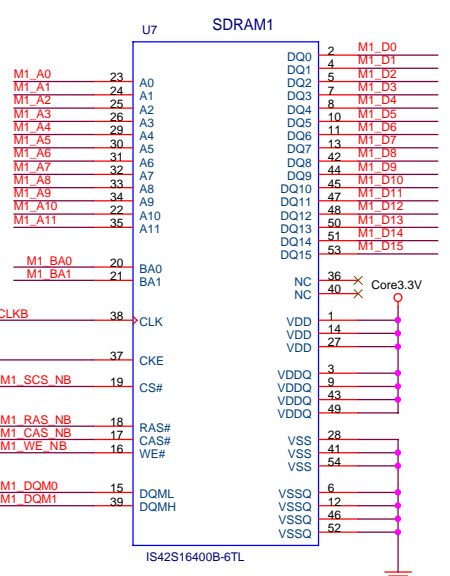 SDRAM1
U7
M1_A0 23 A0
M1_A1 24 A1
M1_A2 25 A2
M1_A3 26 A3
M1_A4 29 A4
M1_A5 30 A5
M1_A6 31 A6
M1_A7 32 A7
M1_A8 33 A8
M1_A9 34 A9
M1_A10 22 A10
M1_A11 35 A11
M1_BA0 20 BA0
M1_BA1 21 BA1
CLKB 38 CLK
37 CKE
M1_SCS_NB 19 CS#
M1_RAS_NB 18 RAS#
M1_CAS_NB 17 CAS#
M1_WE_NB 16 WE#
M1_DQM0 15 DQML
M1_DQM1 39 DQMH
DQ0 2 M1_D0
DQ1 4 M1_D1
DQ2 5 M1_D2
DQ3 7 M1_D3
DQ4 8 M1_D4
DQ5 10 M1_D5
DQ6 11 M1_D6
DQ7 13 M1_D7
DQ8 42 M1_D8
DQ9 44 M1_D9
DQ10 45 M1_D10
DQ11 47 M1_D11
DQ12 48 M1_D12
DQ13 50 M1_D13
DQ14 51 M1_D14
DQ15 53 M1_D15
NC 36
NC 40
Core3.3V
VDD 1
VDD 14
VDD 27
VDDQ 3
VDDQ 9
VDDQ 43
VDDQ 49
VSS 28
VSS 41
VSS 54
VSSQ 6
VSSQ 12
VSSQ 46
VSSQ 52
IS42S16400B-6TL